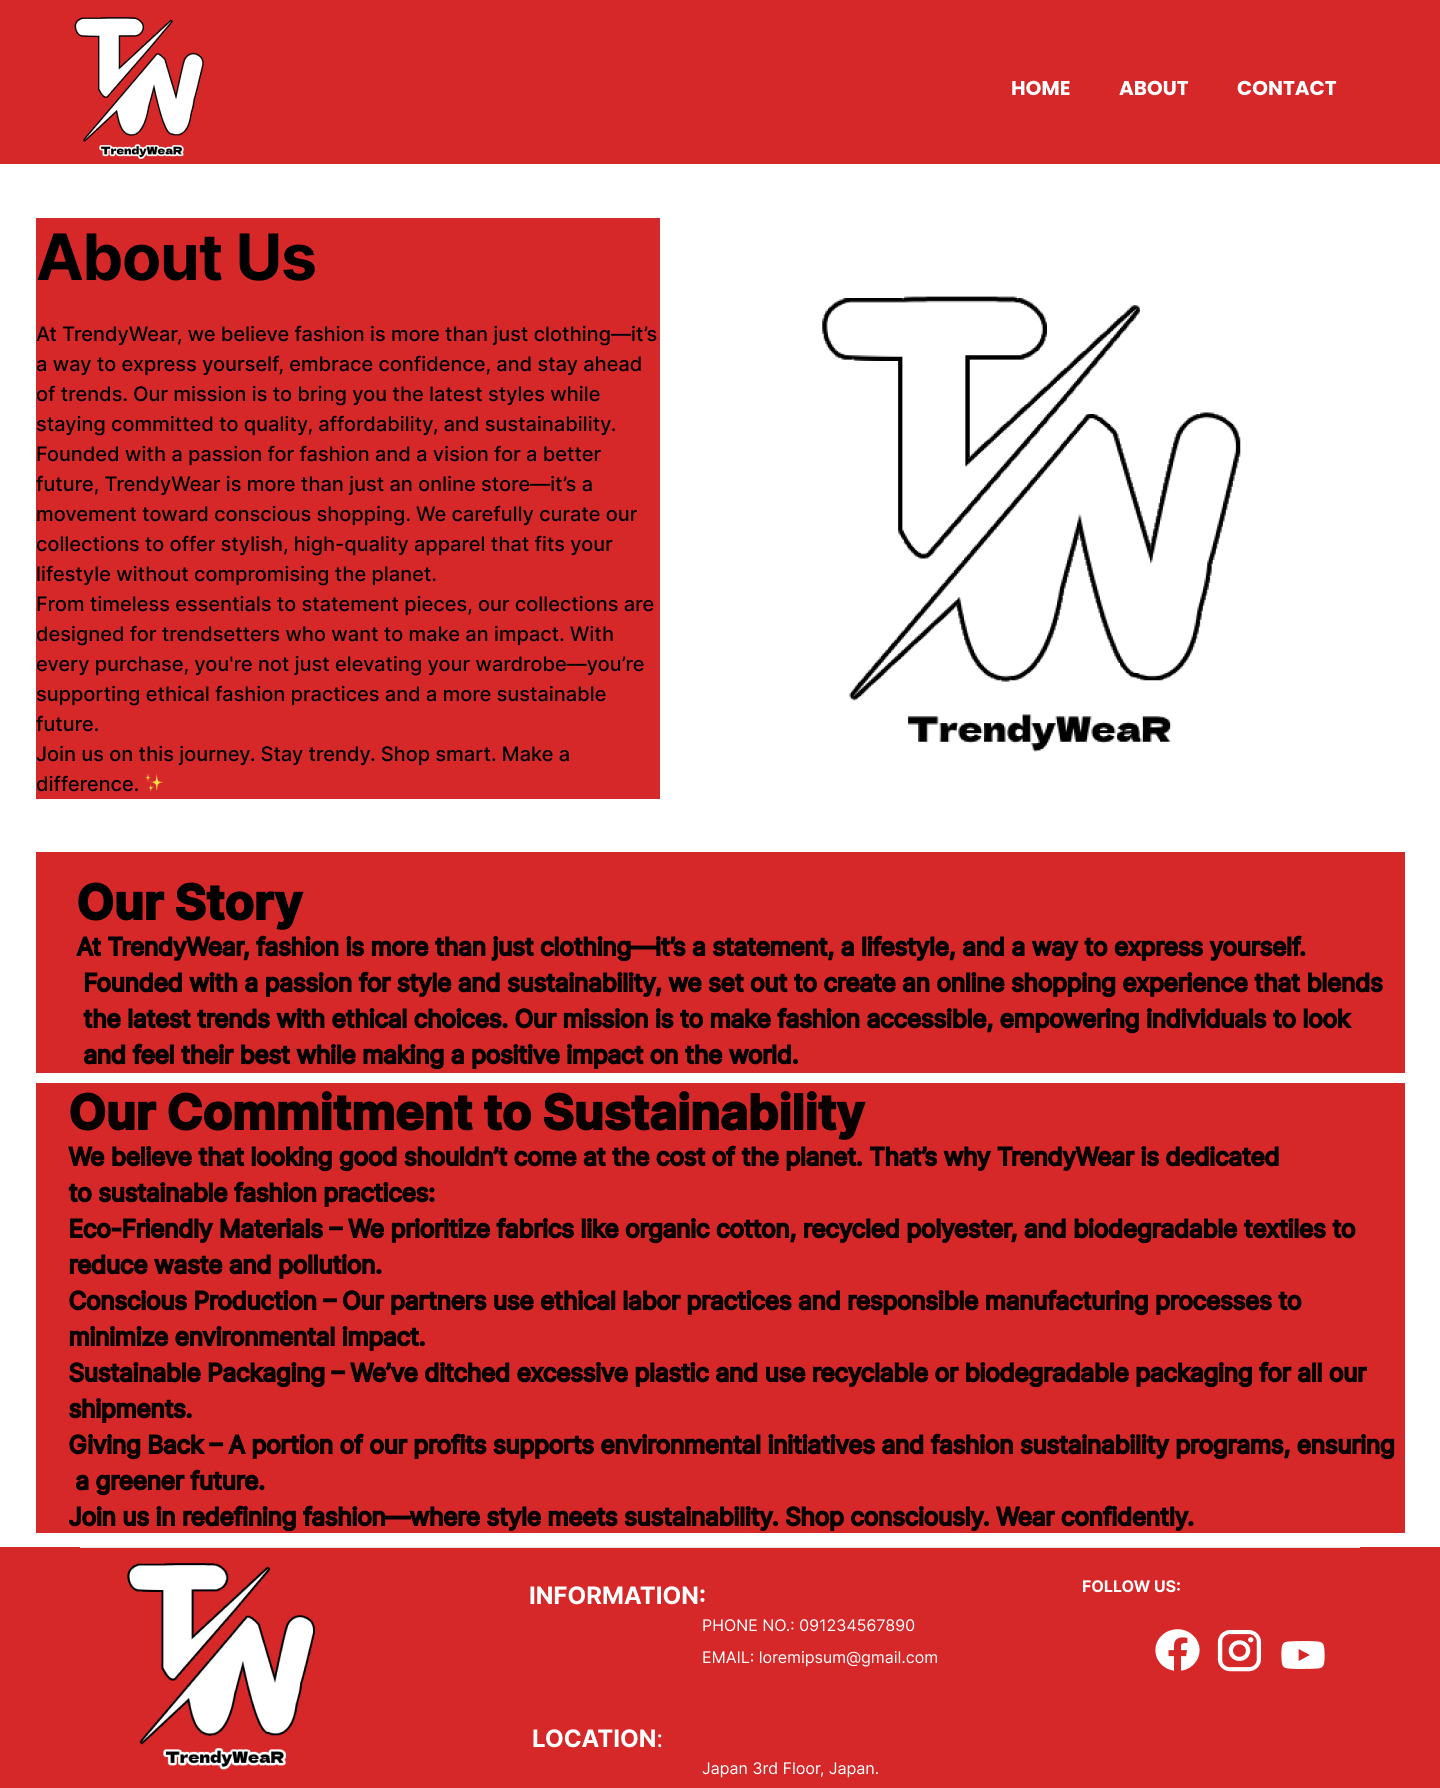 TW
TrendyWeaR
HOME
ABOUT
CONTACT
About Us
At TrendyWear, we believe fashion is more than just clothing—it’s
a way to express yourself, embrace confidence, and stay ahead
of trends. Our mission is to bring you the latest styles while
staying committed to quality, affordability, and sustainability.
Founded with a passion for fashion and a vision for a better
future, TrendyWear is more than just an online store—it’s a
movement toward conscious shopping. We carefully curate our
collections to offer stylish, high-quality apparel that fits your
lifestyle without compromising the planet.
From timeless essentials to statement pieces, our collections are
designed for trendsetters who want to make an impact. With
every purchase, you're not just elevating your wardrobe—you’re
supporting ethical fashion practices and a more sustainable
future.
Join us on this journey. Stay trendy. Shop smart. Make a
difference. ✨
TW
TrendyWeaR
Our Story
At TrendyWear, fashion is more than just clothing—it’s a statement, a lifestyle, and a way to express yourself.
Founded with a passion for style and sustainability, we set out to create an online shopping experience that blends
the latest trends with ethical choices. Our mission is to make fashion accessible, empowering individuals to look
and feel their best while making a positive impact on the world.
Our Commitment to Sustainability
We believe that looking good shouldn’t come at the cost of the planet. That’s why TrendyWear is dedicated
to sustainable fashion practices:
Eco-Friendly Materials – We prioritize fabrics like organic cotton, recycled polyester, and biodegradable textiles to
reduce waste and pollution.
Conscious Production – Our partners use ethical labor practices and responsible manufacturing processes to
minimize environmental impact.
Sustainable Packaging – We’ve ditched excessive plastic and use recyclable or biodegradable packaging for all our
shipments.
Giving Back – A portion of our profits supports environmental initiatives and fashion sustainability programs, ensuring
a greener future.
Join us in redefining fashion—where style meets sustainability. Shop consciously. Wear confidently.
TW
TrendyWeaR
INFORMATION:
PHONE NO.: 091234567890
EMAIL: loremipsum@gmail.com
LOCATION:
Japan 3rd Floor, Japan.
FOLLOW US: